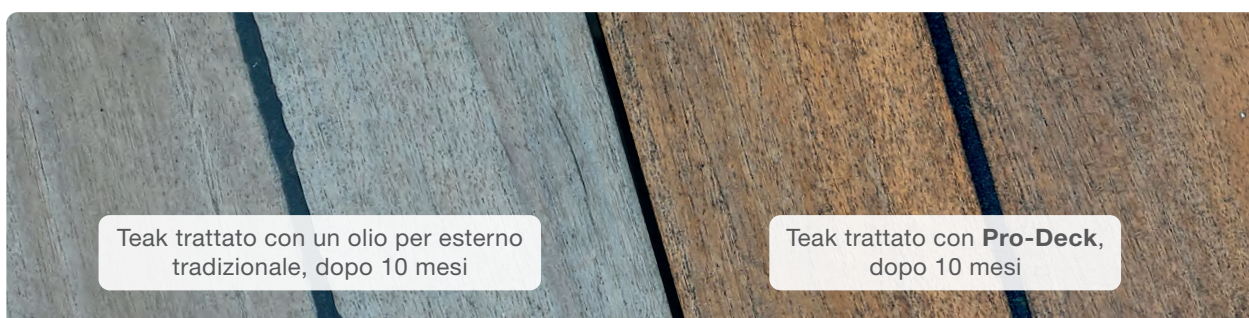 Teak trattato con un olio per esterno
tradizionale, dopo 10 mesi
Teak trattato con Pro-Deck,
dopo 10 mesi